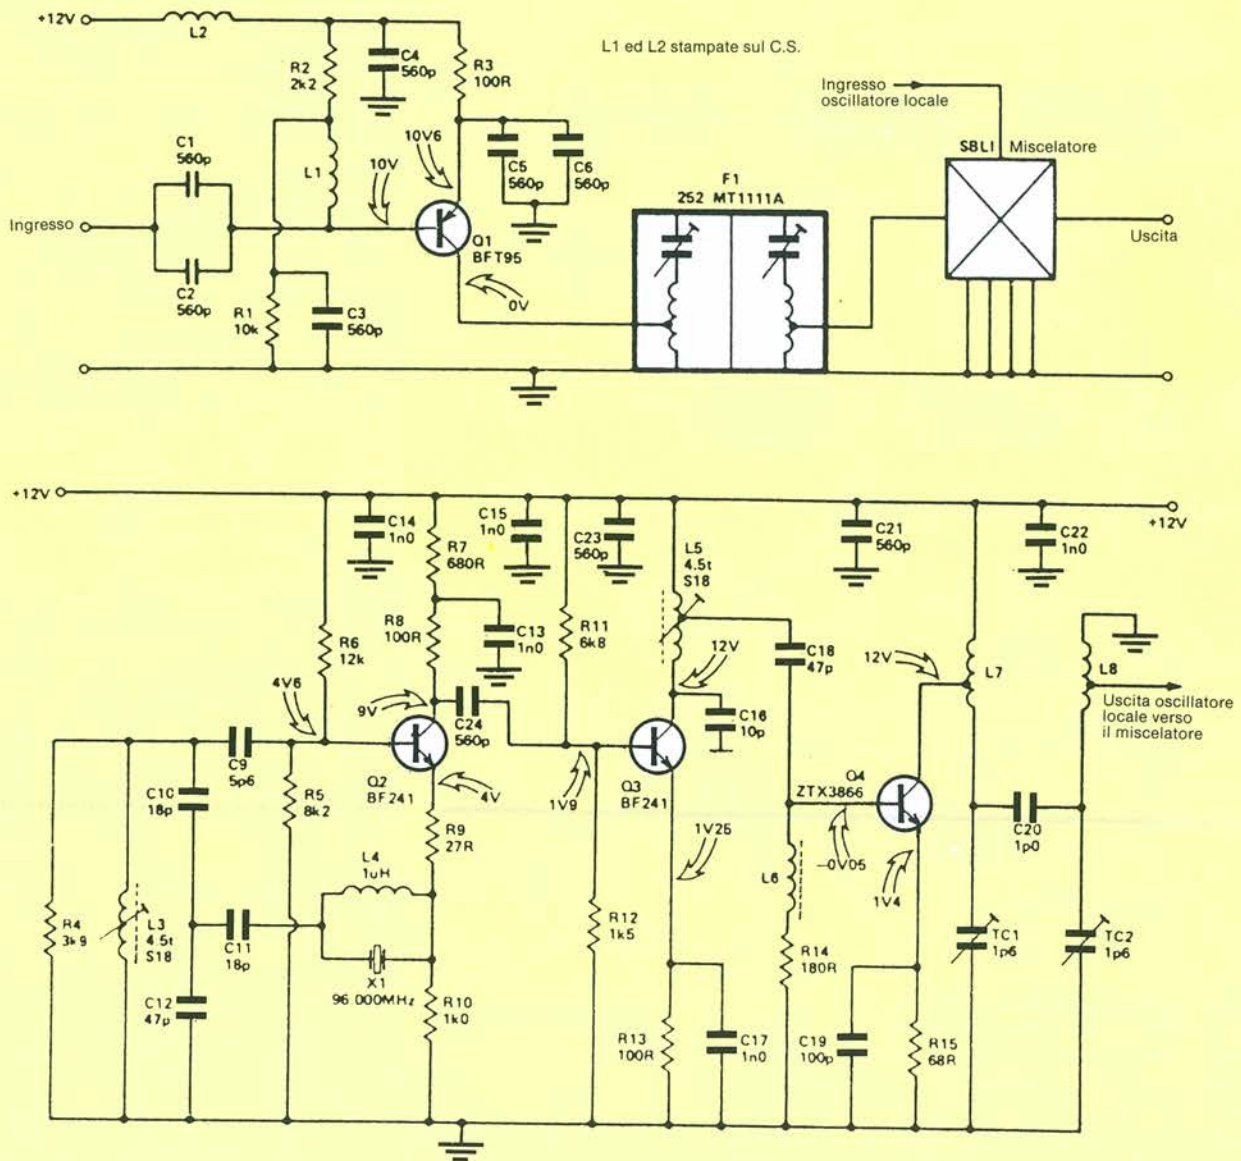 +12V
L2
L1 ed L2 stampate sul C.S.
R2
2k2
C4
560p
R3
100R
Ingresso
oscillatore locale
C1
560p
L1
10V
10V6
C5
560p
C6
560p
SBL1 Miscelatore
F1
252 MT1111A
Ingresso
Q1
BFT95
Uscita
C2
560p
0V
R1
10k
C3
560p
+12V
+12V
C14
1n0
R7
680R
C15
1n0
C23
560p
L5
4.5t
S18
C21
560p
C22
1n0
R6
12k
R8
100R
C13
1n0
R11
6k8
C18
47p
12V
12V
L7
L8
4V6
9V
C24
560p
C16
10p
Uscita oscillatore
locale verso
il miscelatore
C9
5p6
Q2
BF241
4V
1V9
Q3
BF241
Q4
ZTX3866
C10
18p
R5
8k2
R9
27R
1V25
-0V05
C20
1p0
L4
1uH
L6
1V4
R4
3k9
L3
4.5t
S18
C11
18p
R12
1k5
TC1
1p6
TC2
1p6
X1
96 000MHz
R14
180R
C12
47p
R10
1k0
R13
100R
C17
1n0
C19
100p
R15
68R